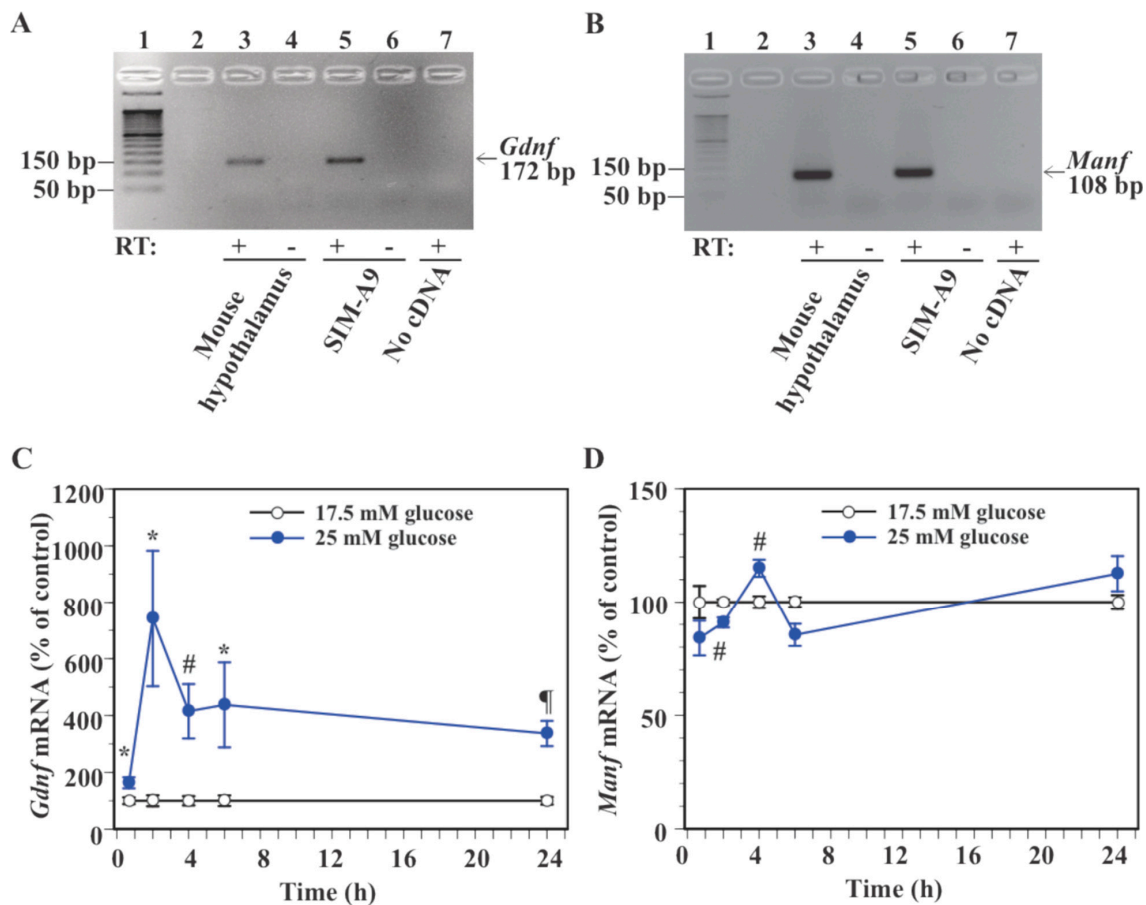 A
1 2 3 4 5 6 7
150 bp
50 bp
←Gdnf
172 bp
RT: + - + - +
Mouse
hypothalamus
SIM-A9
No cDNA
B
1 2 3 4 5 6 7
150 bp
50 bp
←Manf
108 bp
+ - + - +
Mouse
hypothalamus
SIM-A9
No cDNA
C
Gdnf mRNA (% of control)
1200
1000
800
600
400
200
0
17.5 mM glucose
25 mM glucose
* * # * ¶
0 4 8 12 16 20 24
Time (h)
D
Manf mRNA (% of control)
150
100
50
0
17.5 mM glucose
25 mM glucose
#
#
0 4 8 12 16 20 24
Time (h)